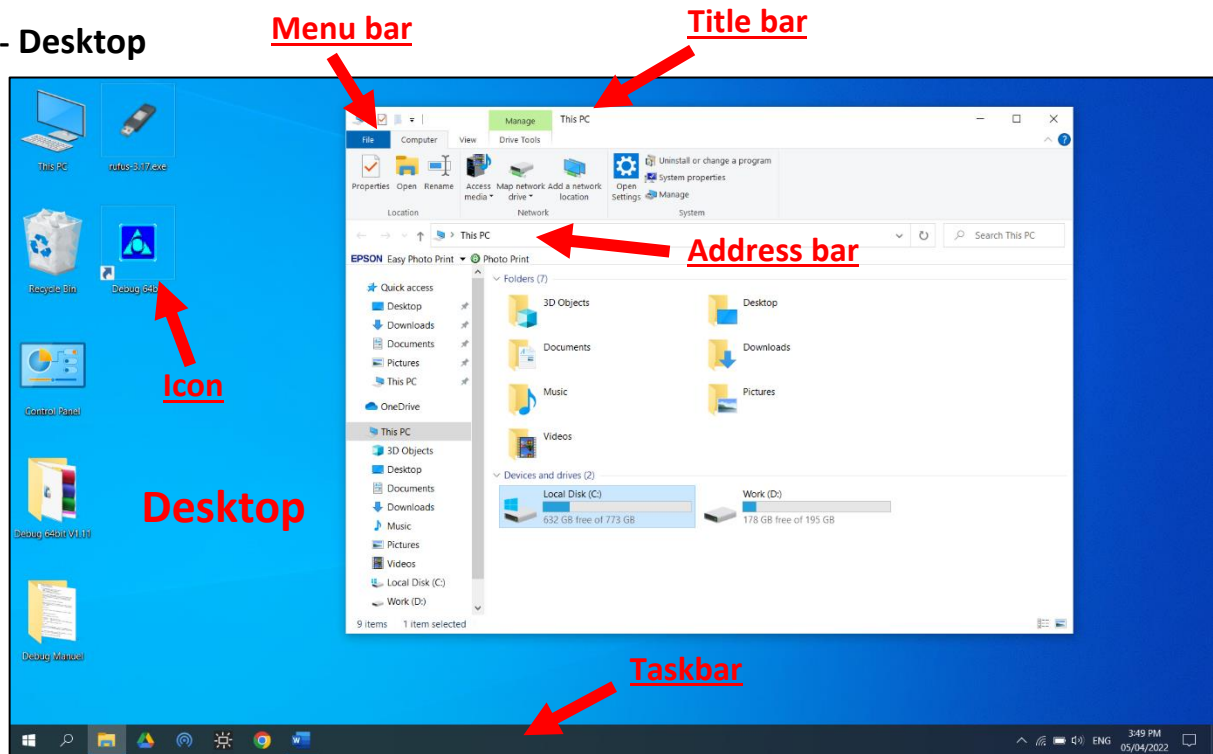 Menu bar
Title bar
- Desktop
This PC
rufus-3.17.exe
Recycle Bin
Debug 64b
Icon
Control Panel
Desktop
Debug 64bit V1.11
Debug Manual
Manage This PC
File Computer View Drive Tools
Properties Open Rename
Access media
Map network drive
Add a network location
Open Settings
Uninstall or change a program
System properties
Manage
Location Network System
This PC
Search This PC
Address bar
EPSON Easy Photo Print Photo Print
Quick access
Desktop
Downloads
Documents
Pictures
This PC
OneDrive
This PC
3D Objects
Desktop
Documents
Downloads
Music
Pictures
Videos
Local Disk (C:)
Work (D:)
Folders (7)
3D Objects Desktop
Documents Downloads
Music Pictures
Videos
Devices and drives (2)
Local Disk (C:) Work (D:)
632 GB free of 773 GB 178 GB free of 195 GB
9 items 1 item selected
Taskbar
ENG
3:49 PM
05/04/2022